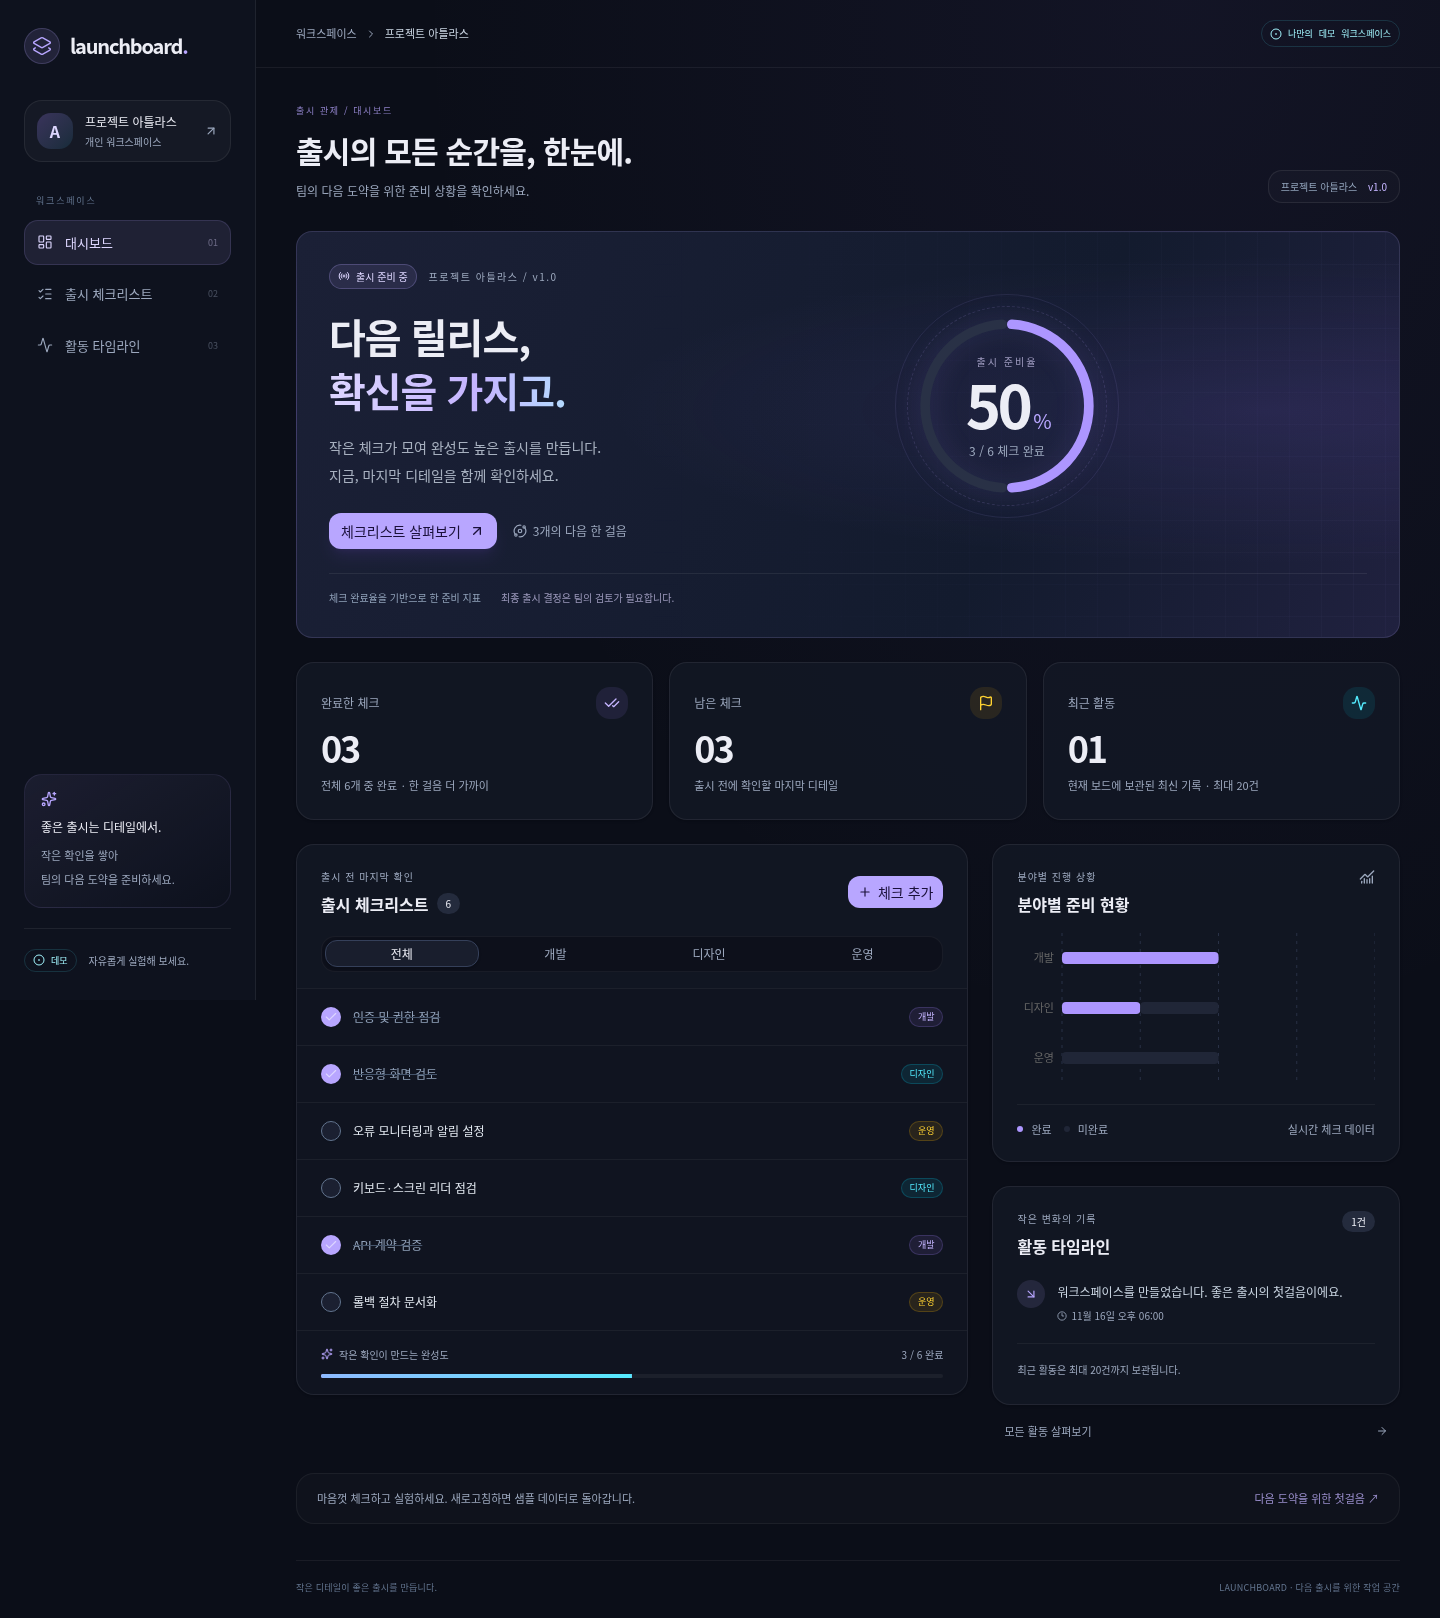 launchboard.
A
프로젝트 아틀라스
개인 워크스페이스
워크스페이스
대시보드 01
출시 체크리스트 02
활동 타임라인 03
좋은 출시는 디테일에서.
작은 확인을 쌓아
팀의 다음 도약을 준비하세요.
데모 자유롭게 실험해 보세요.
워크스페이스 프로젝트 아틀라스
나만의 데모 워크스페이스
출시 관제 / 대시보드
출시의 모든 순간을, 한눈에.
팀의 다음 도약을 위한 준비 상황을 확인하세요.
프로젝트 아틀라스 v1.0
출시 준비 중 프로젝트 아틀라스 / v1.0
다음 릴리스,
확신을 가지고.
작은 체크가 모여 완성도 높은 출시를 만듭니다.
지금, 마지막 디테일을 함께 확인하세요.
체크리스트 살펴보기 3개의 다음 한 걸음
출시 준비율
50%
3 / 6 체크 완료
체크 완료율을 기반으로 한 준비 지표 최종 출시 결정은 팀의 검토가 필요합니다.
완료한 체크
03
전체 6개 중 완료 · 한 걸음 더 가까이
남은 체크
03
출시 전에 확인할 마지막 디테일
최근 활동
01
현재 보드에 보관된 최신 기록 · 최대 20건
출시 전 마지막 확인
출시 체크리스트 6
체크 추가
전체 개발 디자인 운영
인증 및 권한 점검 개발
반응형 화면 검토 디자인
오류 모니터링과 알림 설정 운영
키보드·스크린 리더 점검 디자인
API 계약 검증 개발
롤백 절차 문서화 운영
작은 확인이 만드는 완성도 3 / 6 완료
분야별 진행 상황
분야별 준비 현황
개발
디자인
운영
완료 미완료 실시간 체크 데이터
작은 변화의 기록
활동 타임라인
1건
워크스페이스를 만들었습니다. 좋은 출시의 첫걸음이에요.
11월 16일 오후 06:00
최근 활동은 최대 20건까지 보관됩니다.
모든 활동 살펴보기 →
마음껏 체크하고 실험하세요. 새로고침하면 샘플 데이터로 돌아갑니다.
다음 도약을 위한 첫걸음 ↗
작은 디테일이 좋은 출시를 만듭니다.
LAUNCHBOARD · 다음 출시를 위한 작업 공간